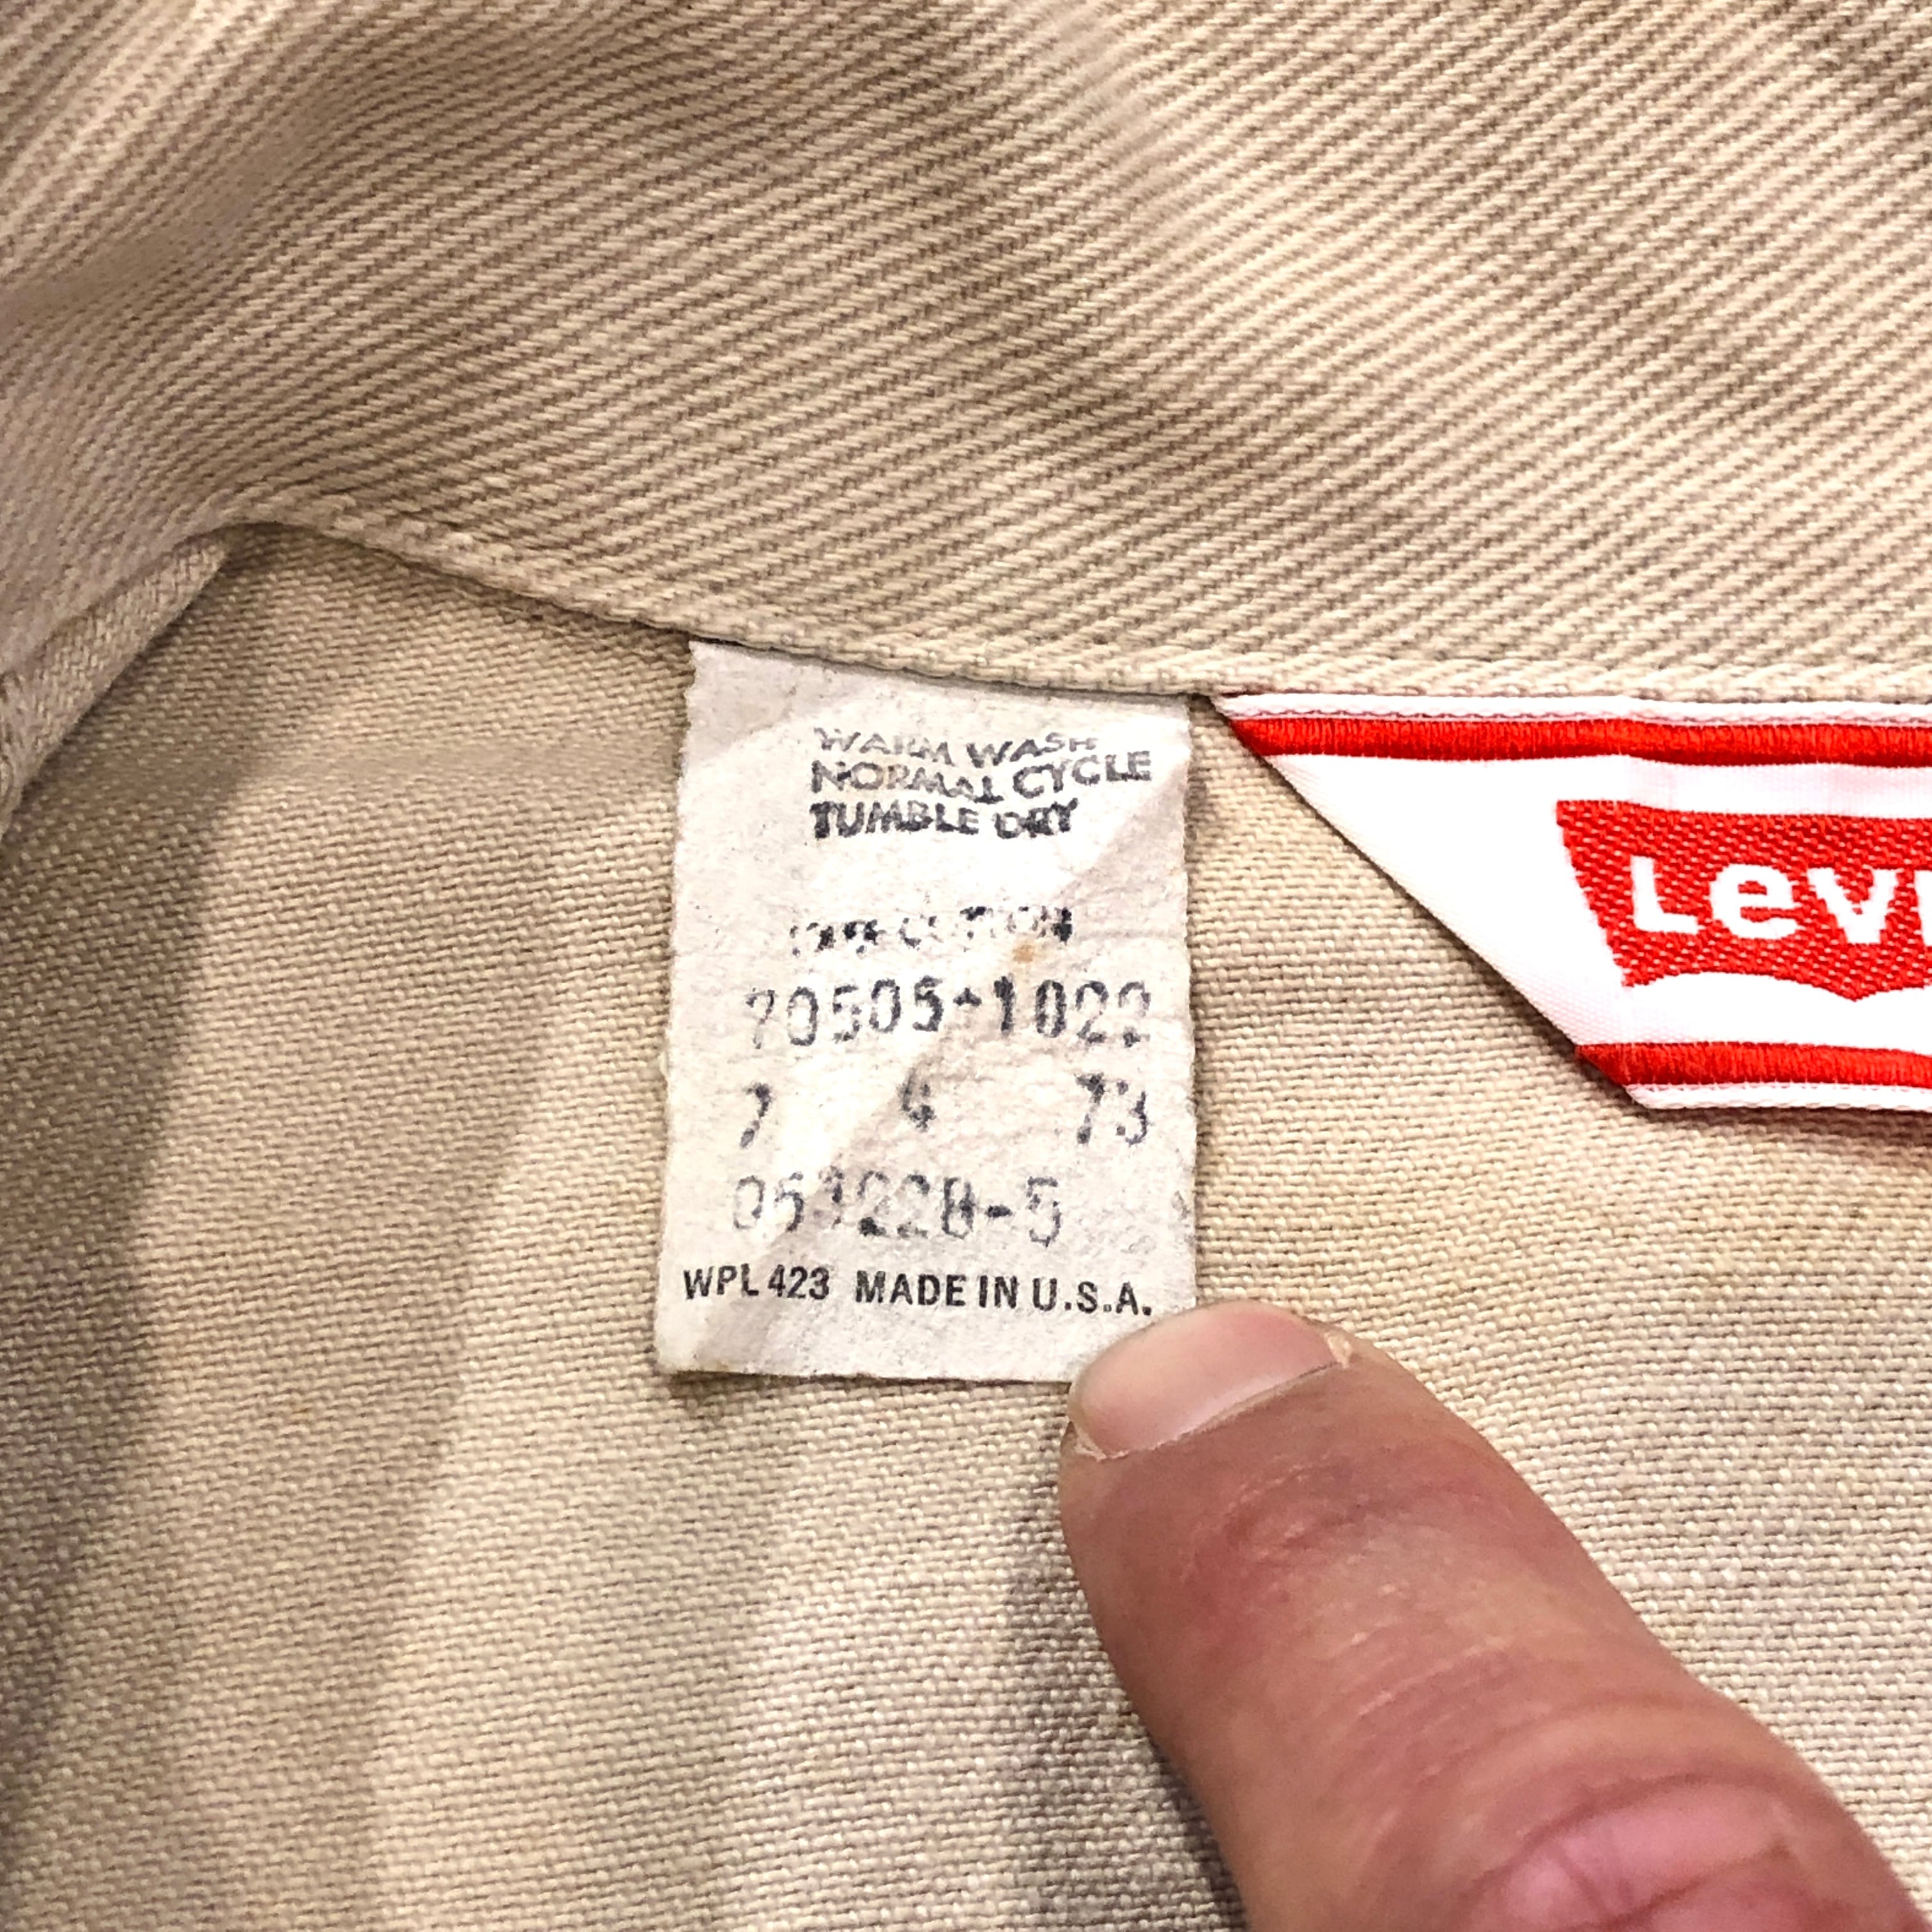 WARM WASH
NORMAL CYCLE
TUMBLE DRY
70505-1022
7 4 73
WPL 423 MADE IN U.S.A.
Lev